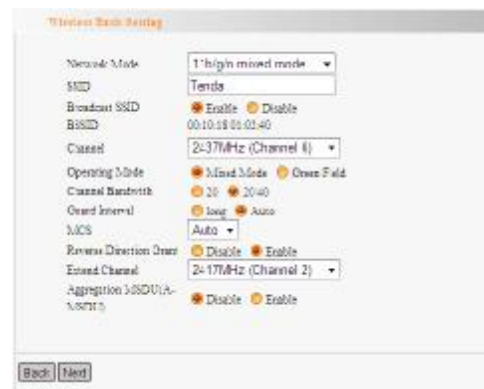 Wireless Basic Setting
Network Mode 11b/g/n mixed mode
SSID Tenda
Broadcast SSID Enable Disable
BSSID
Channel 2437MHz (Channel 6)
Operating Mode Mixed Mode Green Field
Channel Bandwith 20 20/40
Guard Interval long Auto
MCS Auto
Reverse Direction Grant Disable Enable
Extend Channel 2417MHz (Channel 2)
Aggregation MSDU(A-
MSDU) Disable Enable
Back Next